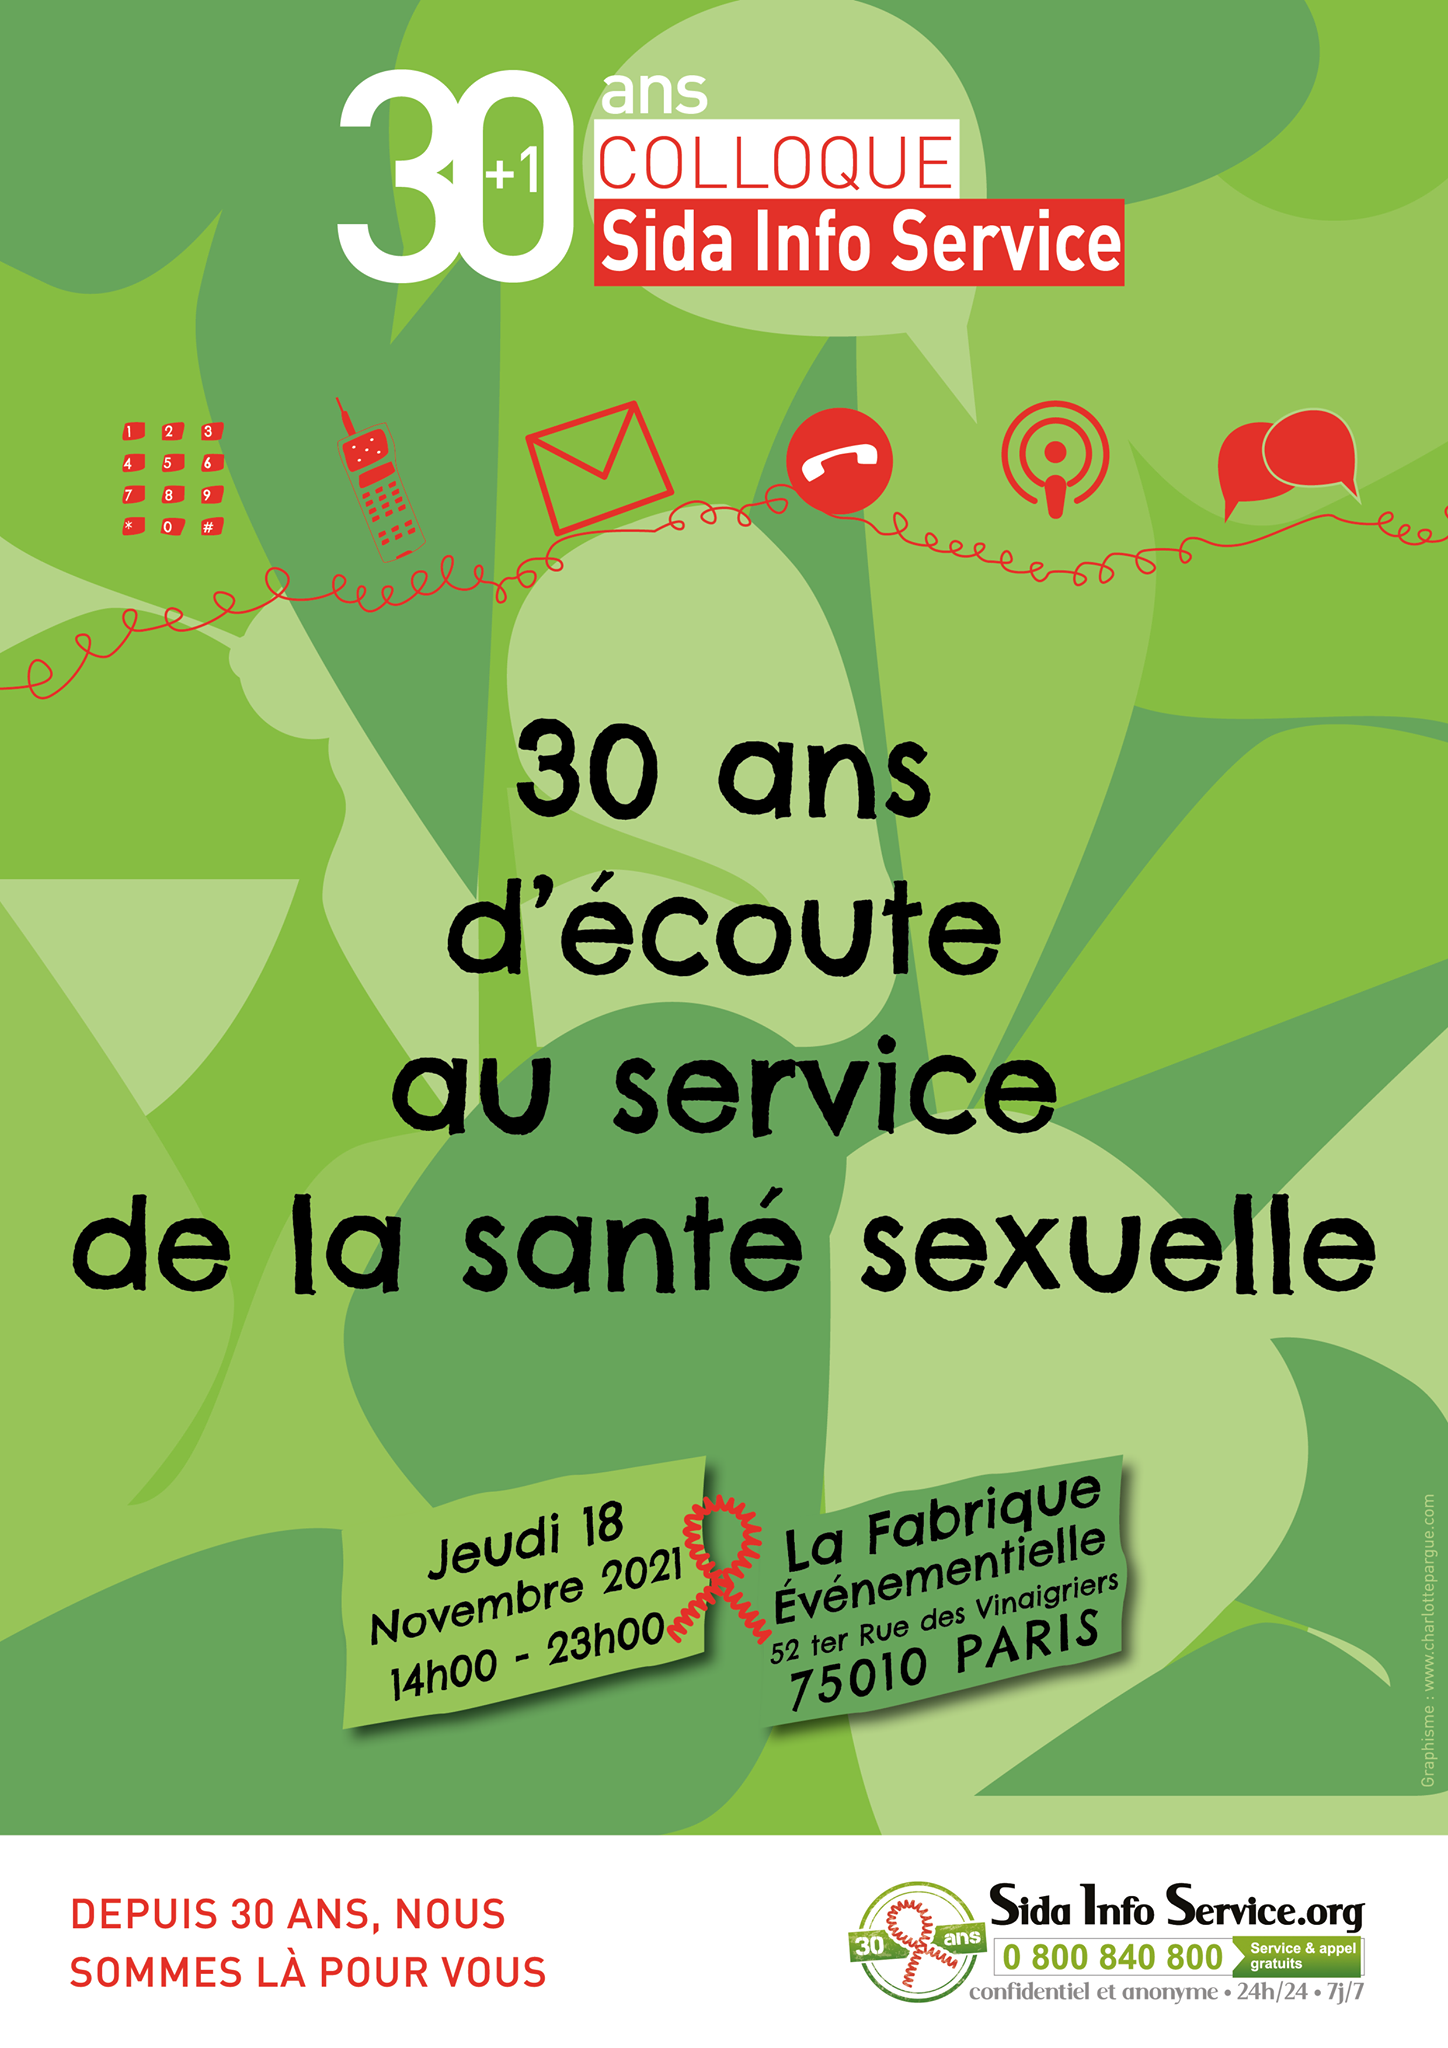 30 ans
+1
COLLOQUE
Sida Info Service
1 2 3
4 5 6
7 8 9
* 0 #
30 ans
d'écoute
au service
de la santé sexuelle
Jeudi 18
Novembre 2021
14h00 - 23h00
La Fabrique
Événementielle
52 ter Rue des Vinaigriers
75010 PARIS
Graphisme : www.charlottepargue.com
DEPUIS 30 ANS, NOUS
SOMMES LÀ POUR VOUS
30 ans
Sida Info Service.org
0 800 840 800
Service & appel
gratuits
confidentiel et anonyme • 24h/24 • 7j/7